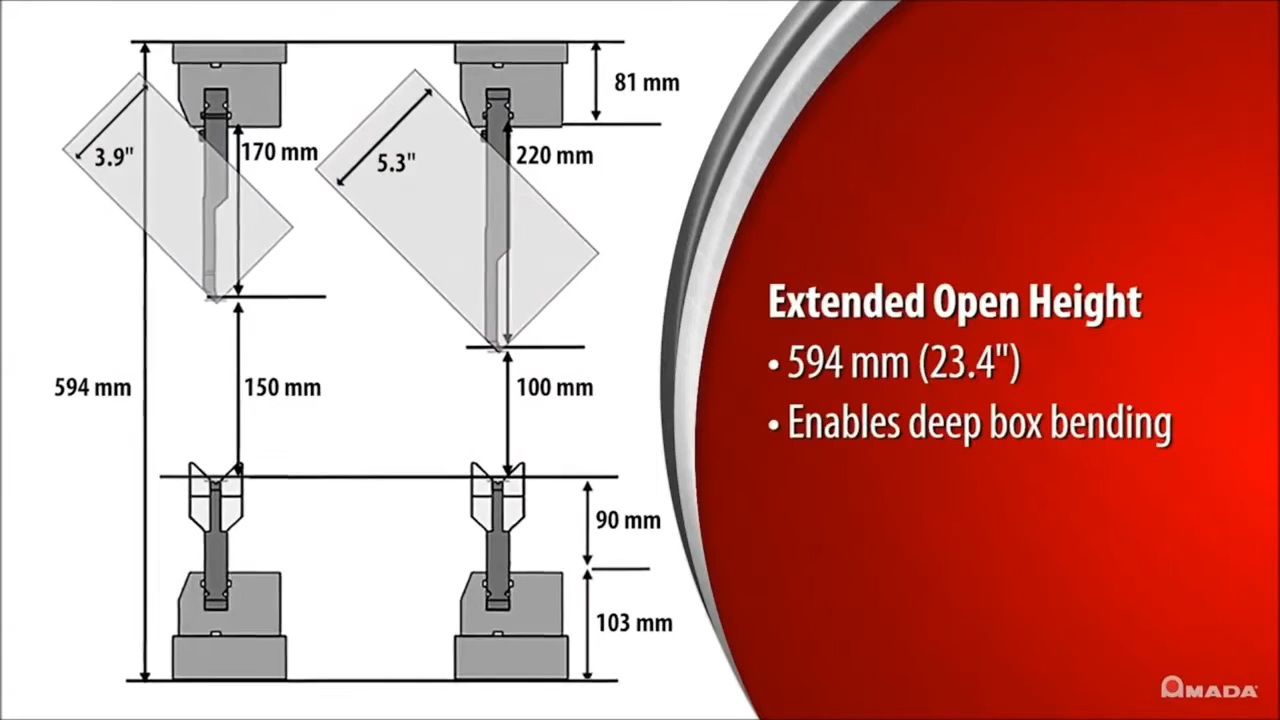 81 mm
3.9"
170 mm
5.3"
220 mm
594 mm
150 mm
100 mm
90 mm
103 mm
Extended Open Height
• 594 mm (23.4")
• Enables deep box bending
AMADA